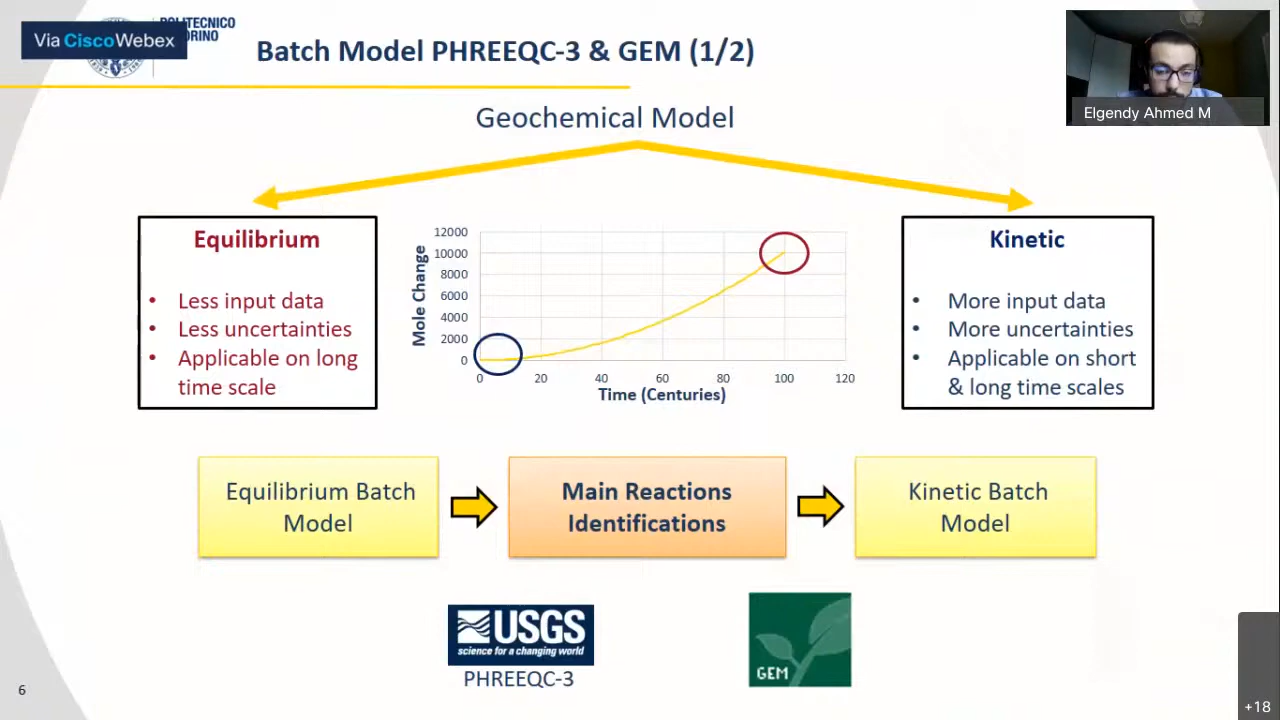 Via CiscoWebex
POLITECNICO
Batch Model PHREEQC-3 & GEM (1/2)
Elgendy Ahmed M
Geochemical Model
Equilibrium
• Less input data
• Less uncertainties
• Applicable on long
time scale
Mole Change
12000
10000
8000
6000
4000
2000
0
0 20 40 60 80 100 120
Time (Centuries)
Kinetic
• More input data
• More uncertainties
• Applicable on short
& long time scales
Equilibrium Batch
Model
Main Reactions
Identifications
Kinetic Batch
Model
USGS
science for a changing world
PHREEQC-3
GEM
6
+18